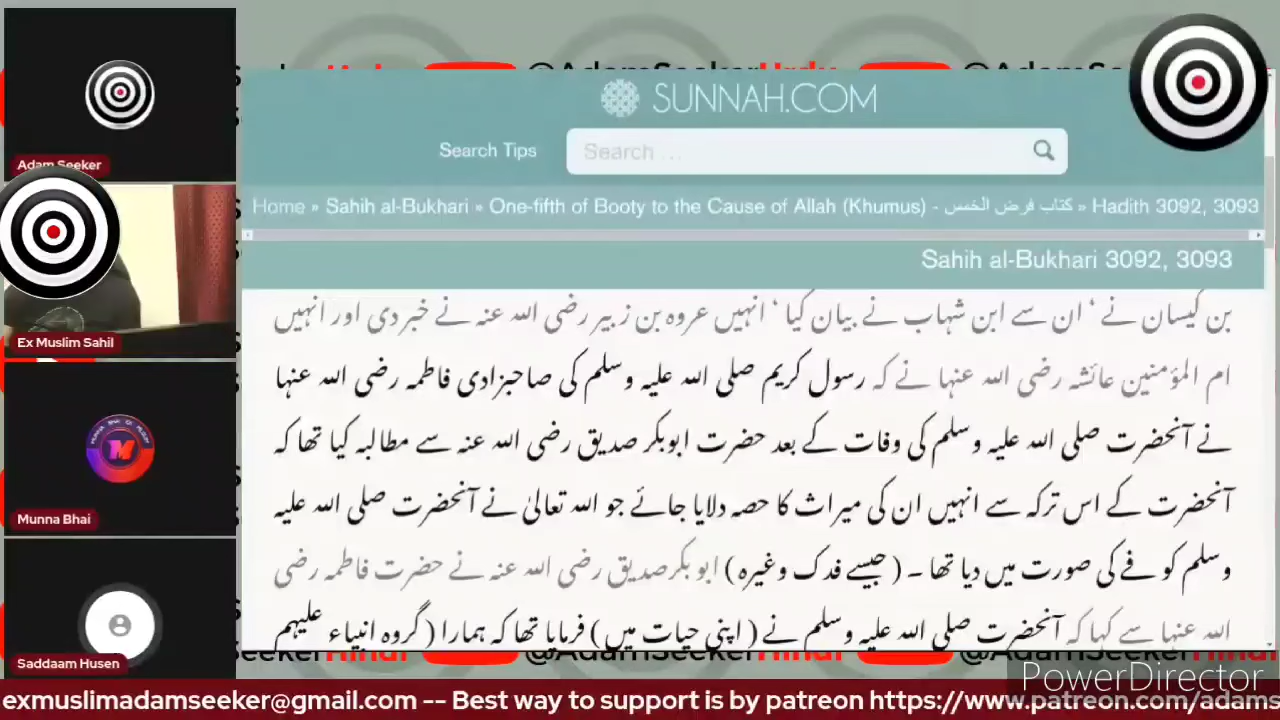 @AdamSeekerUrdu
SUNNAH.COM
Search Tips
Search ...
Home » Sahih al-Bukhari » One-fifth of Booty to the Cause of Allah (Khumus) - كتاب فرض الخمس » Hadith 3092, 3093
Sahih al-Bukhari 3092, 3093
بن کیسان نے ‘ ان سے ابن شہاب نے بیان کیا ‘ انہیں عروہ بن زبیر رضی اللہ عنہ نے خبر دی اور انہیں
ام المؤمنین عائشہ رضی اللہ عنہا نے کہ رسول کریم صلی اللہ علیہ وسلم کی صاحبزادی فاطمہ رضی اللہ عنہا
نے آنحضرت صلی اللہ علیہ وسلم کی وفات کے بعد حضرت ابوبکر صدیق رضی اللہ عنہ سے مطالبہ کیا تھا کہ
آنحضرت کے اس ترکہ سے انہیں ان کی میراث کا حصہ دلایا جائے جو اللہ تعالیٰ نے آنحضرت صلی اللہ علیہ
وسلم کو فے کی صورت میں دیا تھا ۔ ( جیسے فدک وغیرہ ) ابوبکرصدیق رضی اللہ عنہ نے حضرت فاطمہ رضی
اللہ عنہا سے کہا کہ آنحضرت صلی اللہ علیہ وسلم نے ( اپنی حیات میں ) فرمایا تھا کہ ہمارا ( گروہ انبیاء علیہم
Adam Seeker
Ex Muslim Sahil
Munna Bhai
M
Saddaam Husen
PowerDirector
exmuslimadamseeker@gmail.com -- Best way to support is by patreon https://www.patreon.com/adams